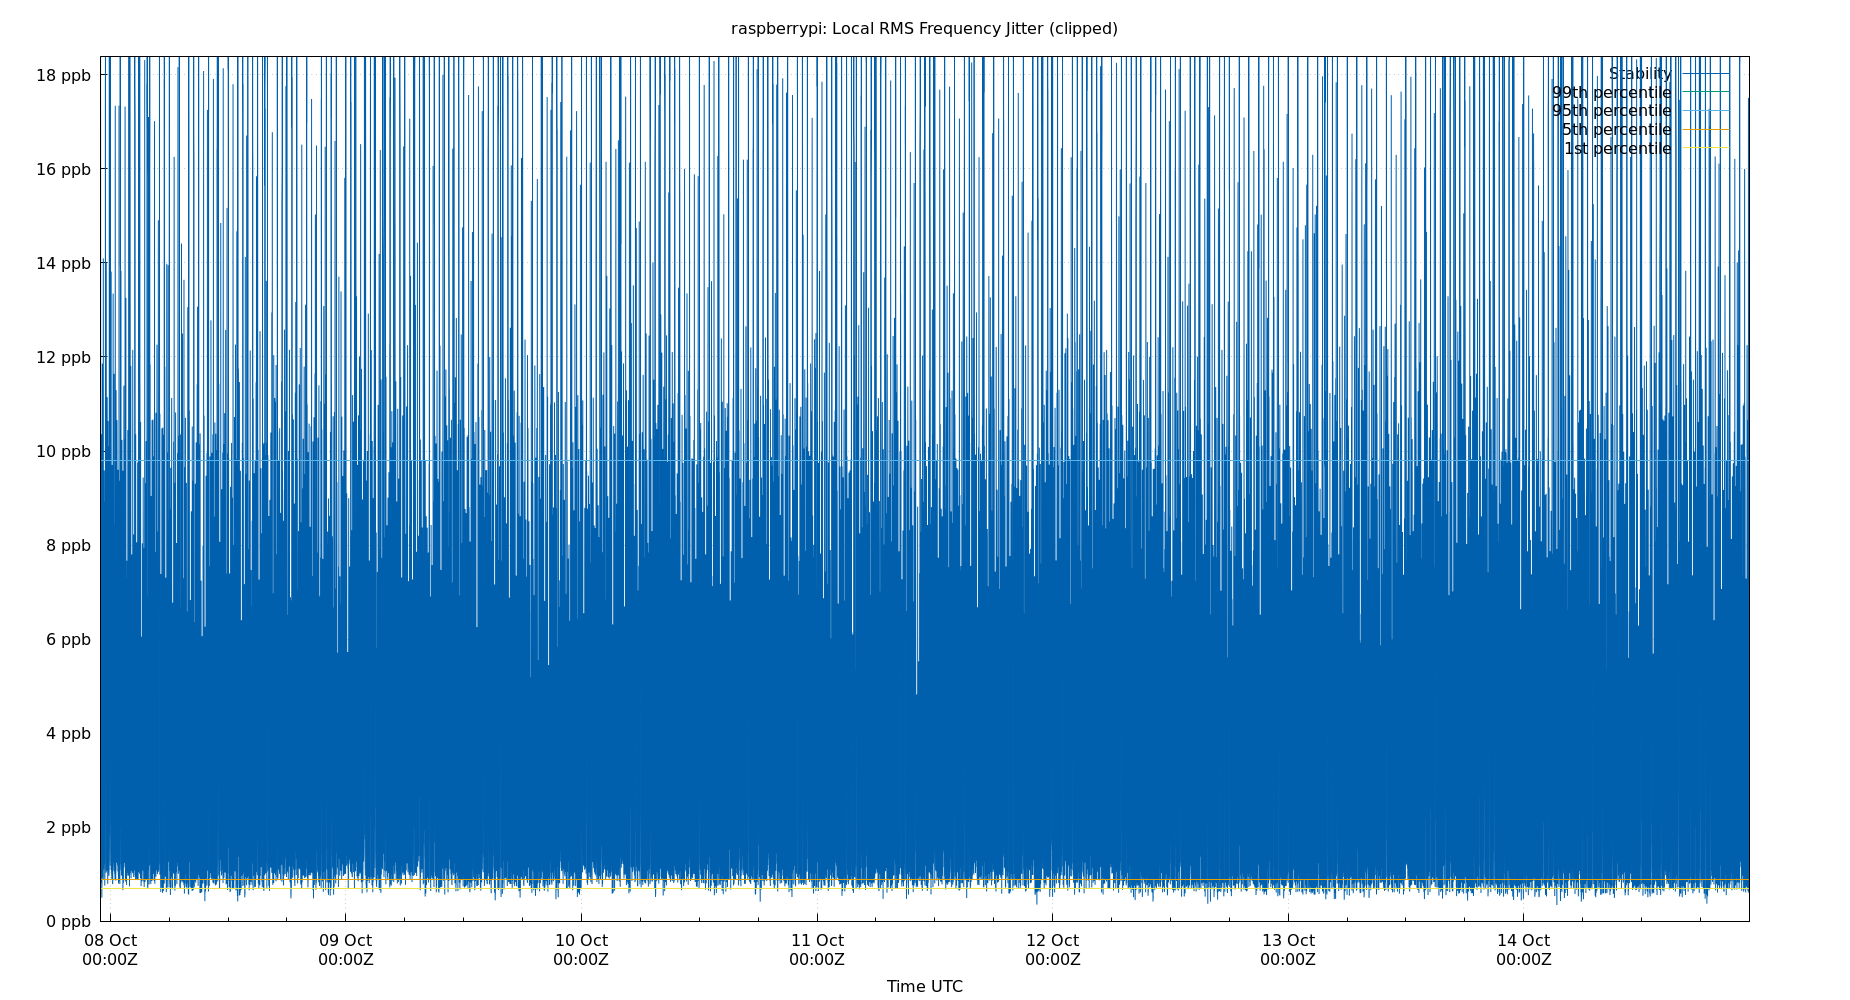 raspberrypi: Local RMS Frequency Jitter (clipped)
18 ppb
16 ppb
14 ppb
12 ppb
10 ppb
8 ppb
6 ppb
4 ppb
2 ppb
0 ppb
Stability
99th percentile
95th percentile
5th percentile
1st percentile
08 Oct 09 Oct 10 Oct 11 Oct 12 Oct 13 Oct 14 Oct
00:00Z 00:00Z 00:00Z 00:00Z 00:00Z 00:00Z 00:00Z
Time UTC